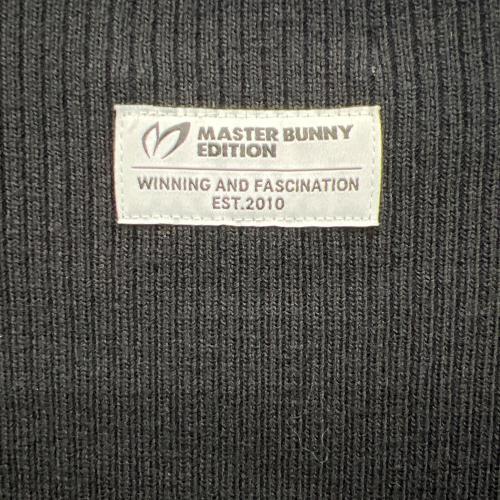 MASTER BUNNY
EDITION
WINNING AND FASCINATION
EST.2010